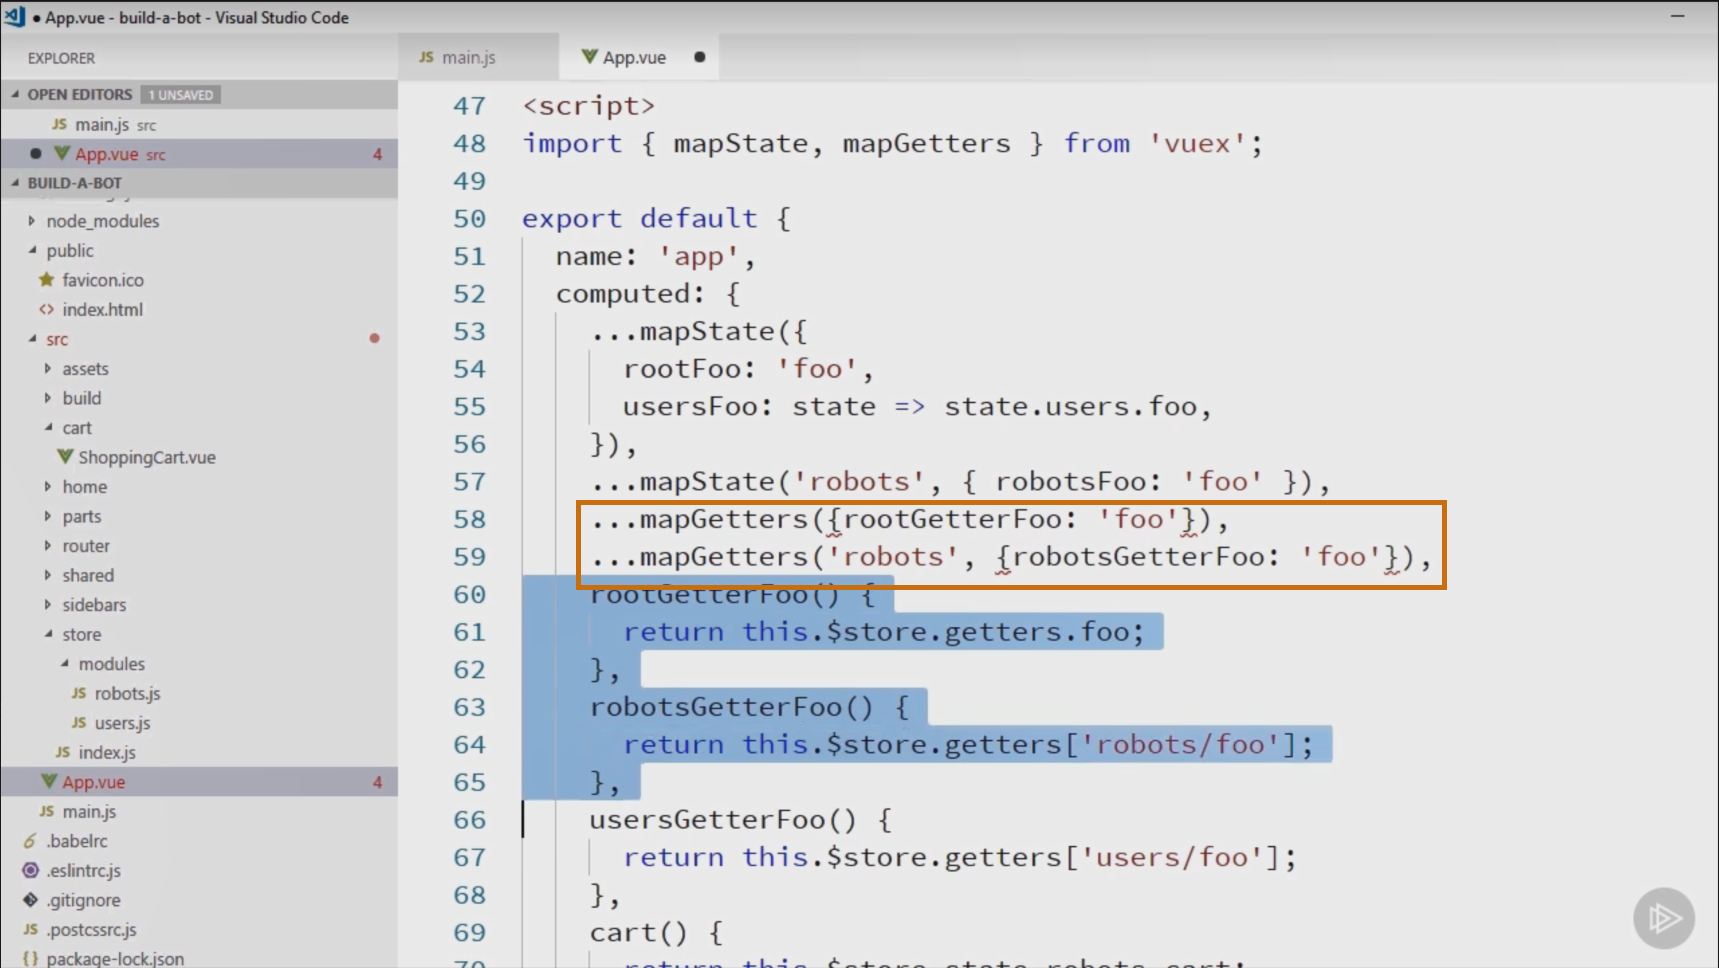 App.vue - build-a-bot - Visual Studio Code
EXPLORER
OPEN EDITORS 1 UNSAVED
JS main.js src
App.vue src 4
BUILD-A-BOT
node_modules
public
favicon.ico
<> index.html
src
assets
build
cart
ShoppingCart.vue
home
parts
router
shared
sidebars
store
modules
JS robots.js
JS users.js
JS index.js
App.vue 4
JS main.js
.babelrc
.eslintrc.js
.gitignore
JS .postcssrc.js
{} package-lock.json
JS main.js
App.vue
47 <script>
48 import { mapState, mapGetters } from 'vuex';
49
50 export default {
51 name: 'app',
52 computed: {
53 ...mapState({
54 rootFoo: 'foo',
55 usersFoo: state => state.users.foo,
56 }),
57 ...mapState('robots', { robotsFoo: 'foo' }),
58 ...mapGetters({rootGetterFoo: 'foo'}),
59 ...mapGetters('robots', {robotsGetterFoo: 'foo'}),
60 rootGetterFoo() {
61 return this.$store.getters.foo;
62 },
63 robotsGetterFoo() {
64 return this.$store.getters['robots/foo'];
65 },
66 usersGetterFoo() {
67 return this.$store.getters['users/foo'];
68 },
69 cart() {
70 return this.$store.state.robots.cart;